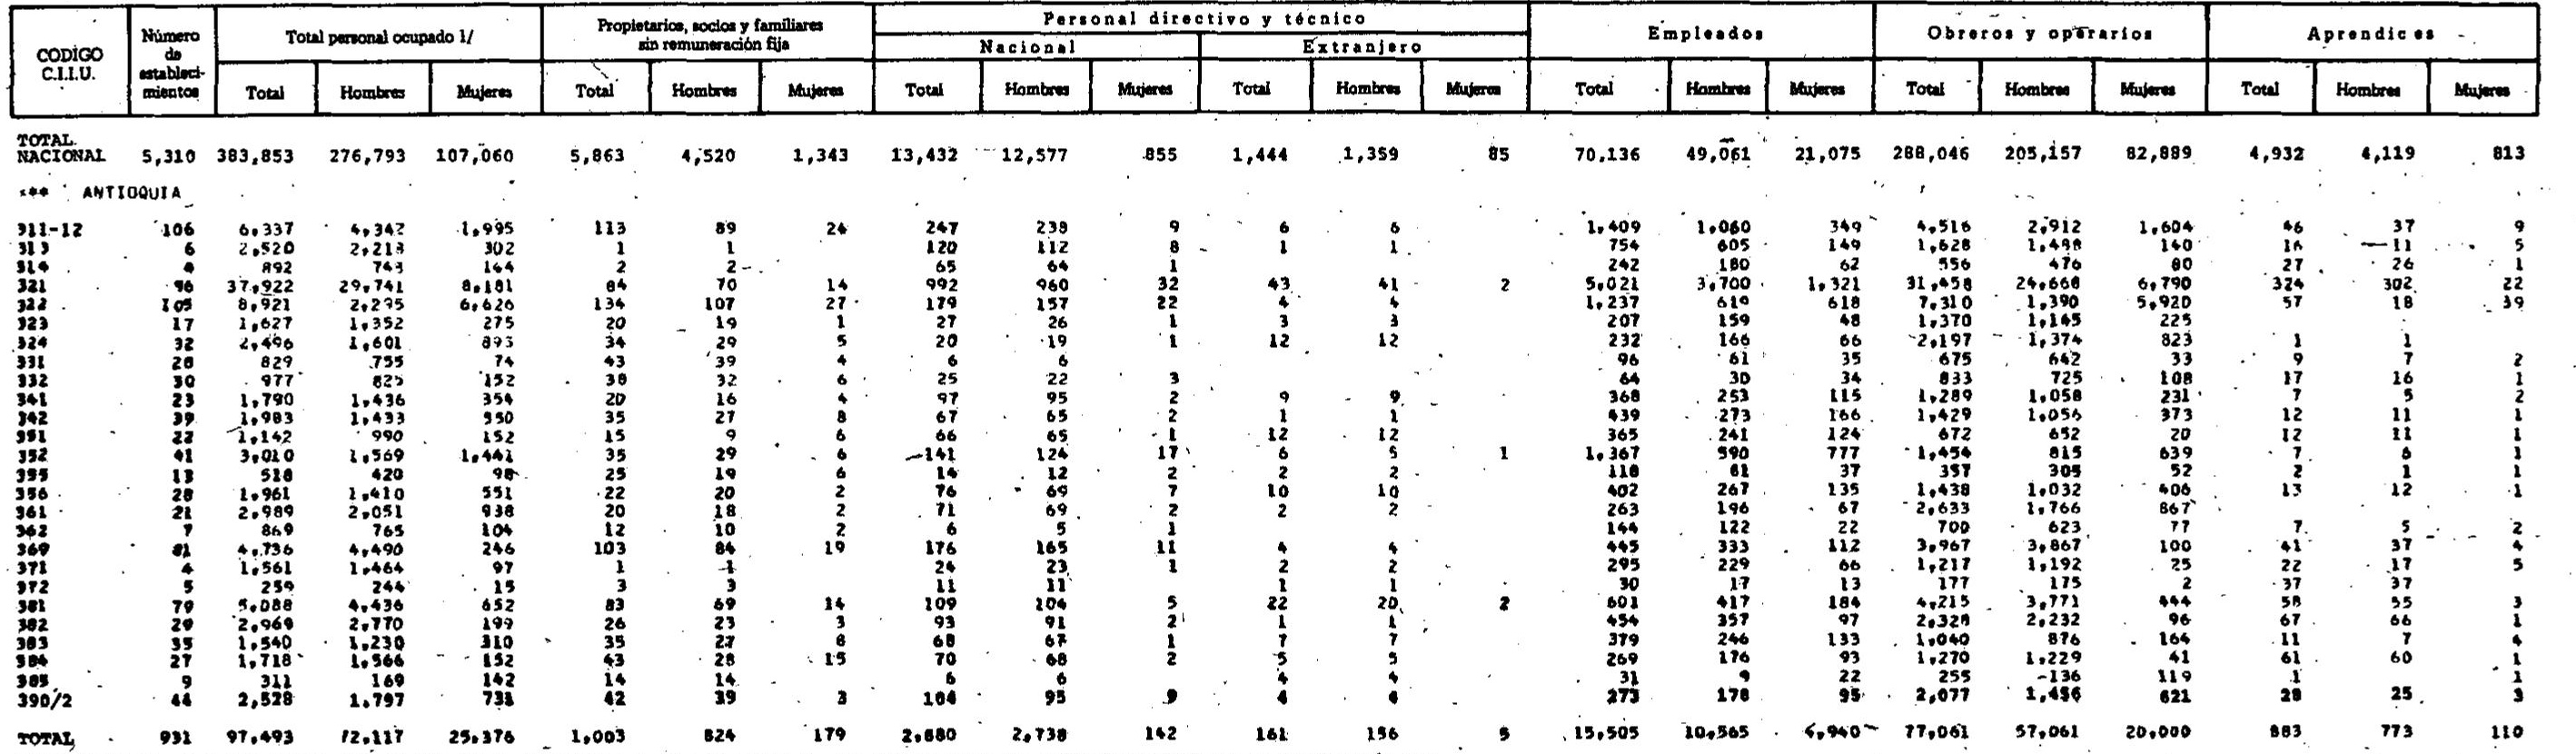 CODIGO C.I.I.U. Número de establecimientos Total personal ocupado 1/ Propietarios, socios y familiares sin remuneración fija Personal directivo y técnico Empleados Obreros y operarios Aprendices
Nacional Extranjero
Total Hombres Mujeres Total Hombres Mujeres Total Hombres Mujeres Total Hombres Mujeres Total Hombres Mujeres Total Hombres Mujeres Total Hombres Mujeres
TOTAL
NACIONAL 5,310 383,853 276,793 107,060 5,863 4,520 1,343 13,432 12,577 855 1,444 1,359 85 70,136 49,061 21,075 288,046 205,157 82,889 4,932 4,119 813
*** ANTIOQUIA
311-12 106 6,337 4,342 1,995 113 89 24 247 238 9 6 6 1,409 1,060 349 4,516 2,912 1,604 46 37 9
313 6 2,520 2,218 302 1 1 120 112 8 1 1 754 605 149 1,628 1,488 140 16 11 5
314 4 892 748 144 2 2 65 64 1 242 180 62 556 476 80 27 26 1
321 96 37,922 29,741 8,181 84 70 14 992 960 32 43 41 2 5,021 3,700 1,321 31,458 24,668 6,790 324 302 22
322 105 8,921 2,295 6,626 134 107 27 179 157 22 4 4 1,237 619 618 7,310 1,390 5,920 57 18 39
323 17 1,627 1,352 275 20 19 1 27 26 1 3 3 207 159 48 1,370 1,145 225
324 32 2,496 1,601 895 34 29 5 20 19 1 12 12 232 166 66 2,197 1,374 823 1 1
331 28 829 755 74 43 39 4 6 6 96 61 35 675 642 33 9 7 2
332 30 977 825 152 38 32 6 25 22 3 64 30 34 833 725 108 17 16 1
341 23 1,790 1,436 354 20 16 4 97 95 2 9 9 368 253 115 1,289 1,058 231 7 5 2
342 39 1,983 1,433 550 35 27 8 67 65 2 1 1 439 273 166 1,429 1,056 373 12 11 1
351 22 1,142 990 152 15 9 6 66 65 1 12 12 365 241 124 672 652 20 12 11 1
352 41 3,010 1,569 1,441 35 29 6 141 124 17 6 5 1 1,367 590 777 1,454 815 639 7 6 1
355 13 518 420 98 25 19 6 14 12 2 2 2 118 81 37 357 305 52 2 1 1
356 28 1,961 1,410 551 22 20 2 76 69 7 10 10 402 267 135 1,438 1,032 406 13 12 1
361 21 2,989 2,051 938 20 18 2 71 69 2 2 2 263 196 67 2,633 1,766 867
362 7 869 765 104 12 10 2 6 5 1 144 122 22 700 623 77 7 5 2
369 81 4,736 4,490 246 103 84 19 176 165 11 4 4 445 333 112 3,967 3,867 100 41 37 4
371 4 1,561 1,464 97 1 1 24 23 1 2 2 295 229 66 1,217 1,192 25 22 17 5
372 5 259 244 15 3 3 11 11 1 1 30 17 13 177 175 2 37 37
381 79 5,088 4,436 652 83 69 14 109 104 5 22 20 2 601 417 184 4,215 3,771 444 58 55 3
382 29 2,969 2,770 199 26 23 3 93 91 2 1 1 454 357 97 2,328 2,232 96 67 66 1
383 35 1,540 1,230 310 35 27 8 68 67 1 7 7 379 246 133 1,040 876 164 11 7 4
384 27 1,718 1,566 152 43 28 15 70 68 2 5 5 269 176 93 1,270 1,229 41 61 60 1
385 9 311 169 142 14 14 6 6 4 4 31 9 22 255 136 119 1 1
390/2 44 2,528 1,797 731 42 39 3 104 95 9 4 4 273 178 95 2,077 1,456 621 28 25 3
TOTAL 931 97,493 72,117 25,376 1,003 824 179 2,880 2,738 142 161 156 5 15,505 10,565 4,940 77,061 57,061 20,000 883 773 110